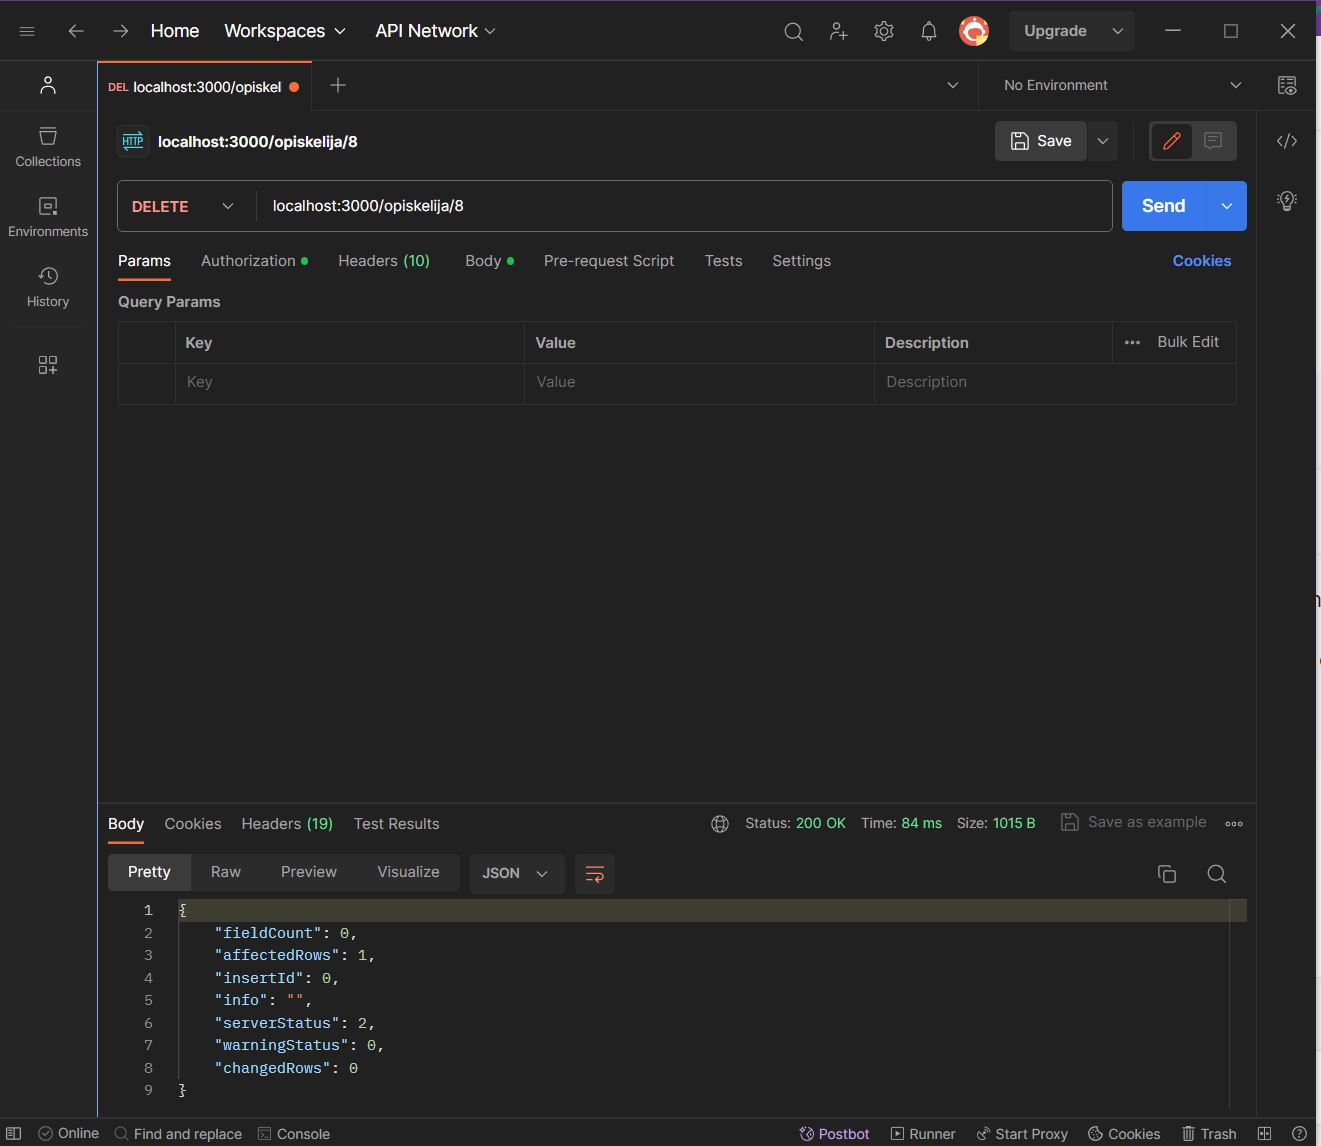 Home Workspaces API Network Upgrade
DEL localhost:3000/opiskel No Environment
HTTP localhost:3000/opiskelija/8 Save
Collections
Environments
History
DELETE localhost:3000/opiskelija/8 Send
Params Authorization Headers (10) Body Pre-request Script Tests Settings Cookies
Query Params
Key Value Description Bulk Edit
Key Value Description
Body Cookies Headers (19) Test Results Status: 200 OK Time: 84 ms Size: 1015 B Save as example
Pretty Raw Preview Visualize JSON
1 {
2 "fieldCount": 0,
3 "affectedRows": 1,
4 "insertId": 0,
5 "info": "",
6 "serverStatus": 2,
7 "warningStatus": 0,
8 "changedRows": 0
9 }
Online Find and replace Console Postbot Runner Start Proxy Cookies Trash